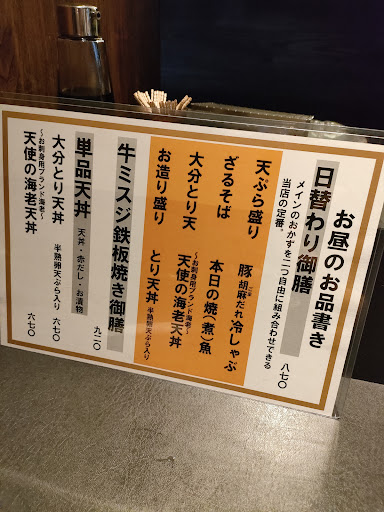 お昼のお品書き
日替わり御膳
メインのおかずを二つ自由に組み合わせできる
当店の定番。
八七〇
天ぷら盛り
豚胡麻だれ冷しゃぶ
ざるそば
本日の焼(煮)魚
大分とり天
~お刺身用ブランド海老~
天使の海老天丼
お造り盛り
とり天丼 半熟卵天ぷら入り
牛ミスジ鉄板焼き御膳
九二〇
単品天丼 天丼・赤だし・お漬物
大分とり天丼 半熟卵天ぷら入り 六七〇
~お刺身用ブランド海老~
天使の海老天丼 六七〇